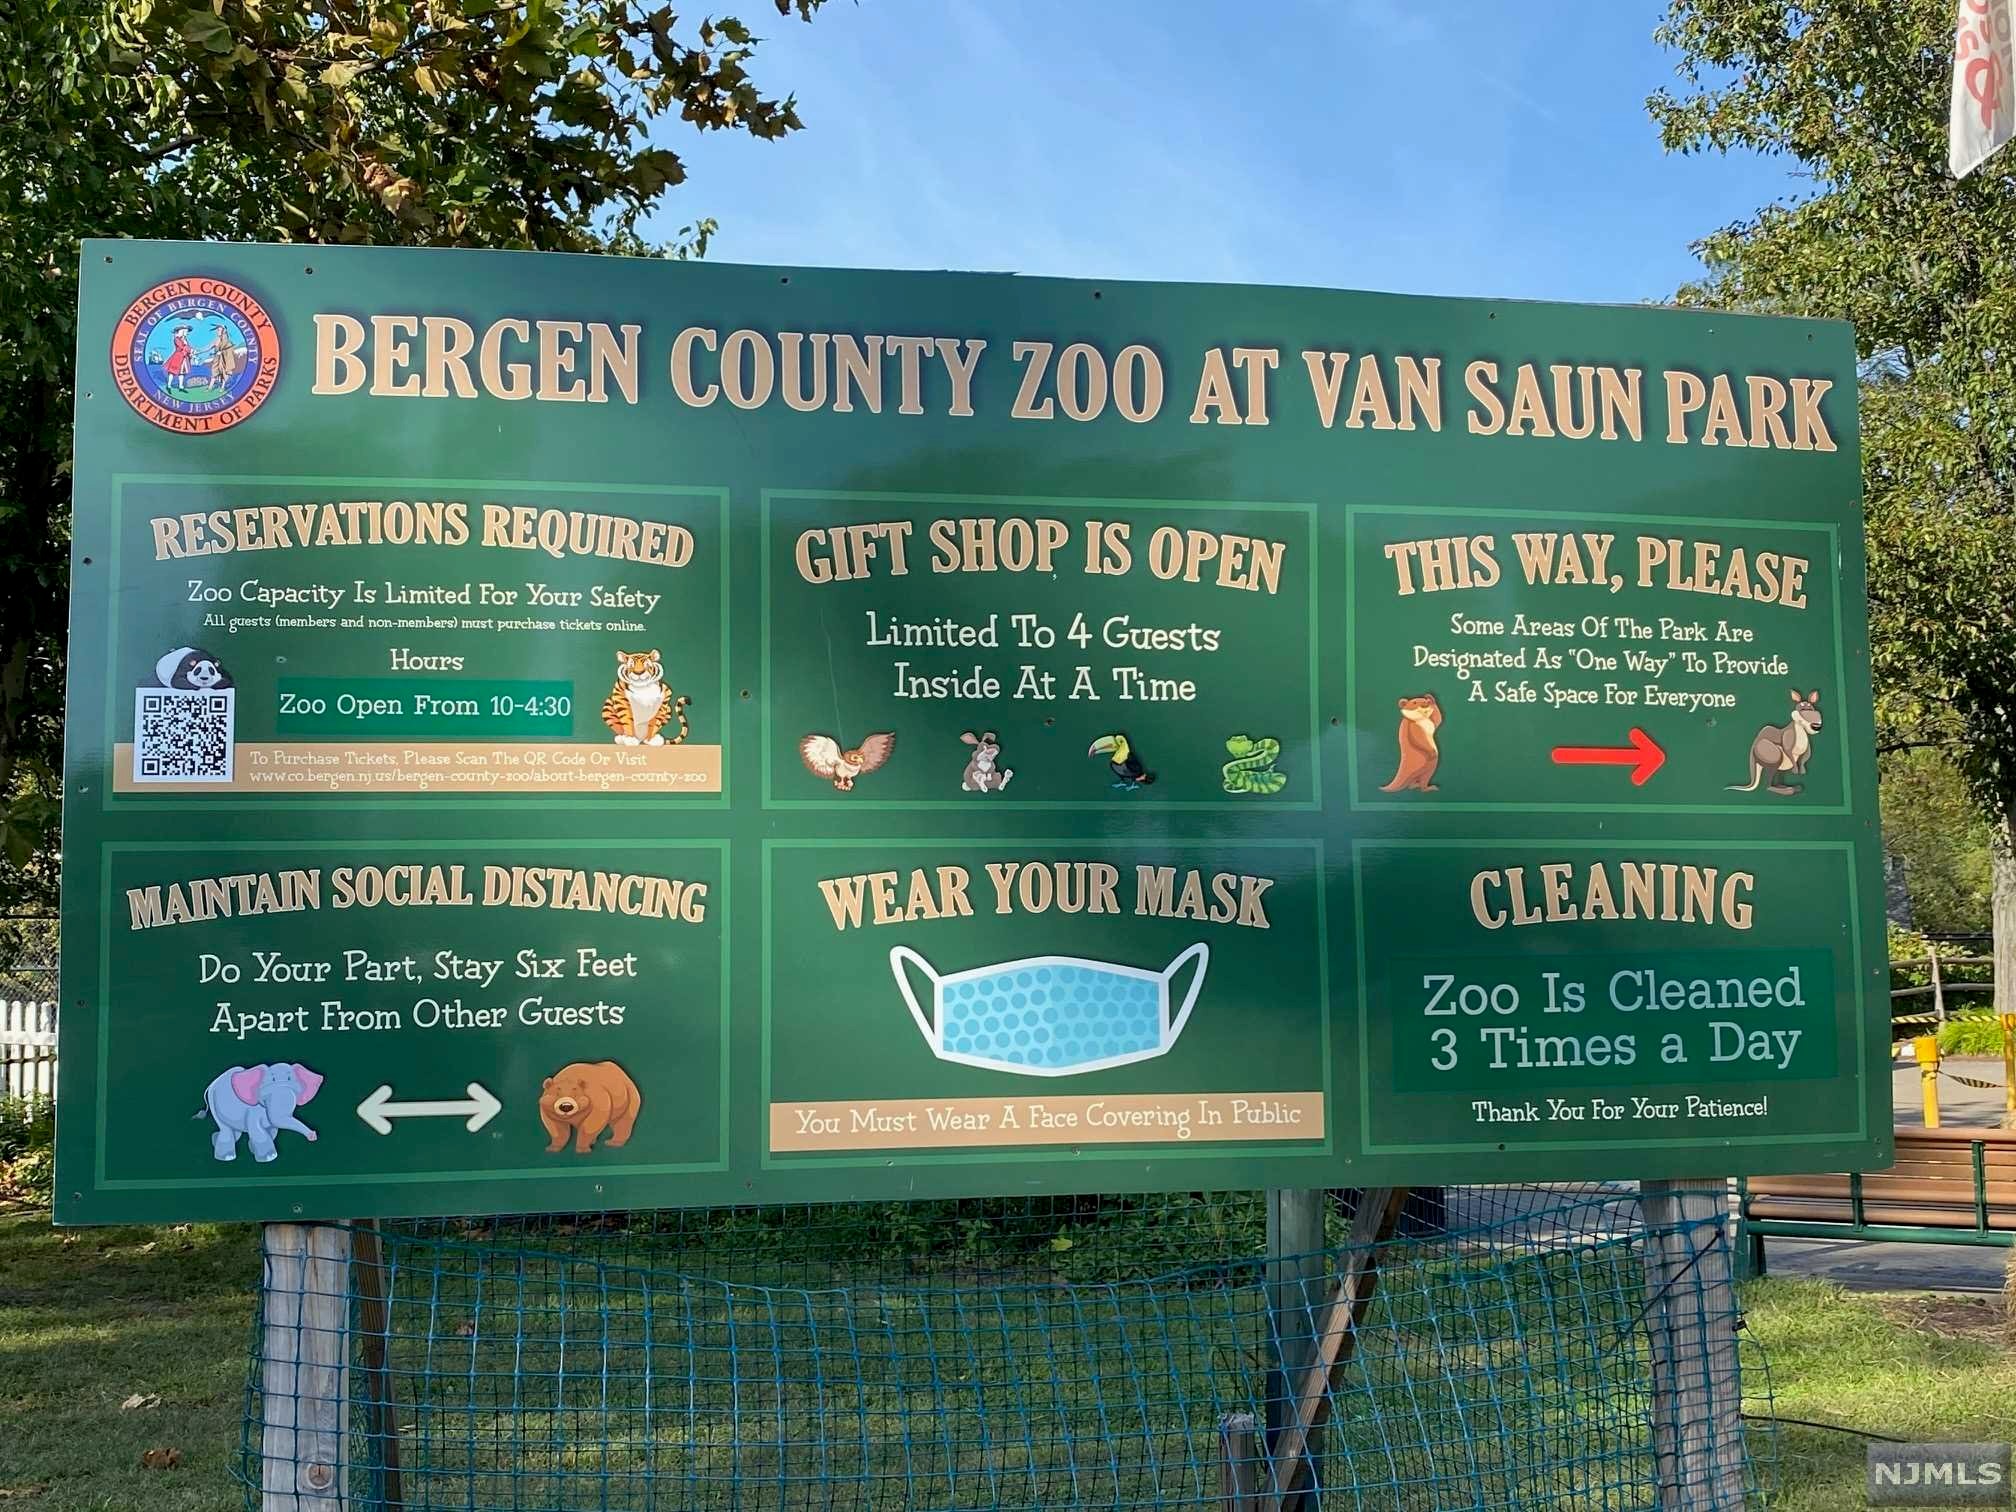 BERGEN COUNTY
DEPARTMENT OF PARKS
SEAL OF BERGEN COUNTY
NEW JERSEY
BERGEN COUNTY ZOO AT VAN SAUN PARK
RESERVATIONS REQUIRED
Zoo Capacity Is Limited For Your Safety
All guests (members and non-members) must purchase tickets online.
Hours
Zoo Open From 10-4:30
To Purchase Tickets, Please Scan The QR Code Or Visit
www.co.bergen.nj.us/bergen-county-zoo/about-bergen-county-zoo
GIFT SHOP IS OPEN
Limited To 4 Guests
Inside At A Time
THIS WAY, PLEASE
Some Areas Of The Park Are
Designated As "One Way" To Provide
A Safe Space For Everyone
MAINTAIN SOCIAL DISTANCING
Do Your Part, Stay Six Feet
Apart From Other Guests
WEAR YOUR MASK
You Must Wear A Face Covering In Public
CLEANING
Zoo Is Cleaned
3 Times a Day
Thank You For Your Patience!
NJMLS